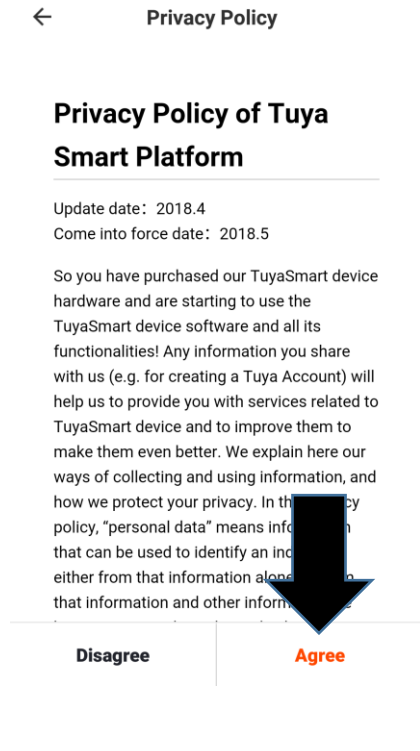 Privacy Policy
Privacy Policy of Tuya
Smart Platform
Update date：2018.4
Come into force date：2018.5
So you have purchased our TuyaSmart device
hardware and are starting to use the
TuyaSmart device software and all its
functionalities! Any information you share
with us (e.g. for creating a Tuya Account) will
help us to provide you with services related to
TuyaSmart device and to improve them to
make them even better. We explain here our
ways of collecting and using information, and
how we protect your privacy. In
policy, “personal data” means
that can be used to identify an
either from that information alone
that information and other
Disagree
Agree